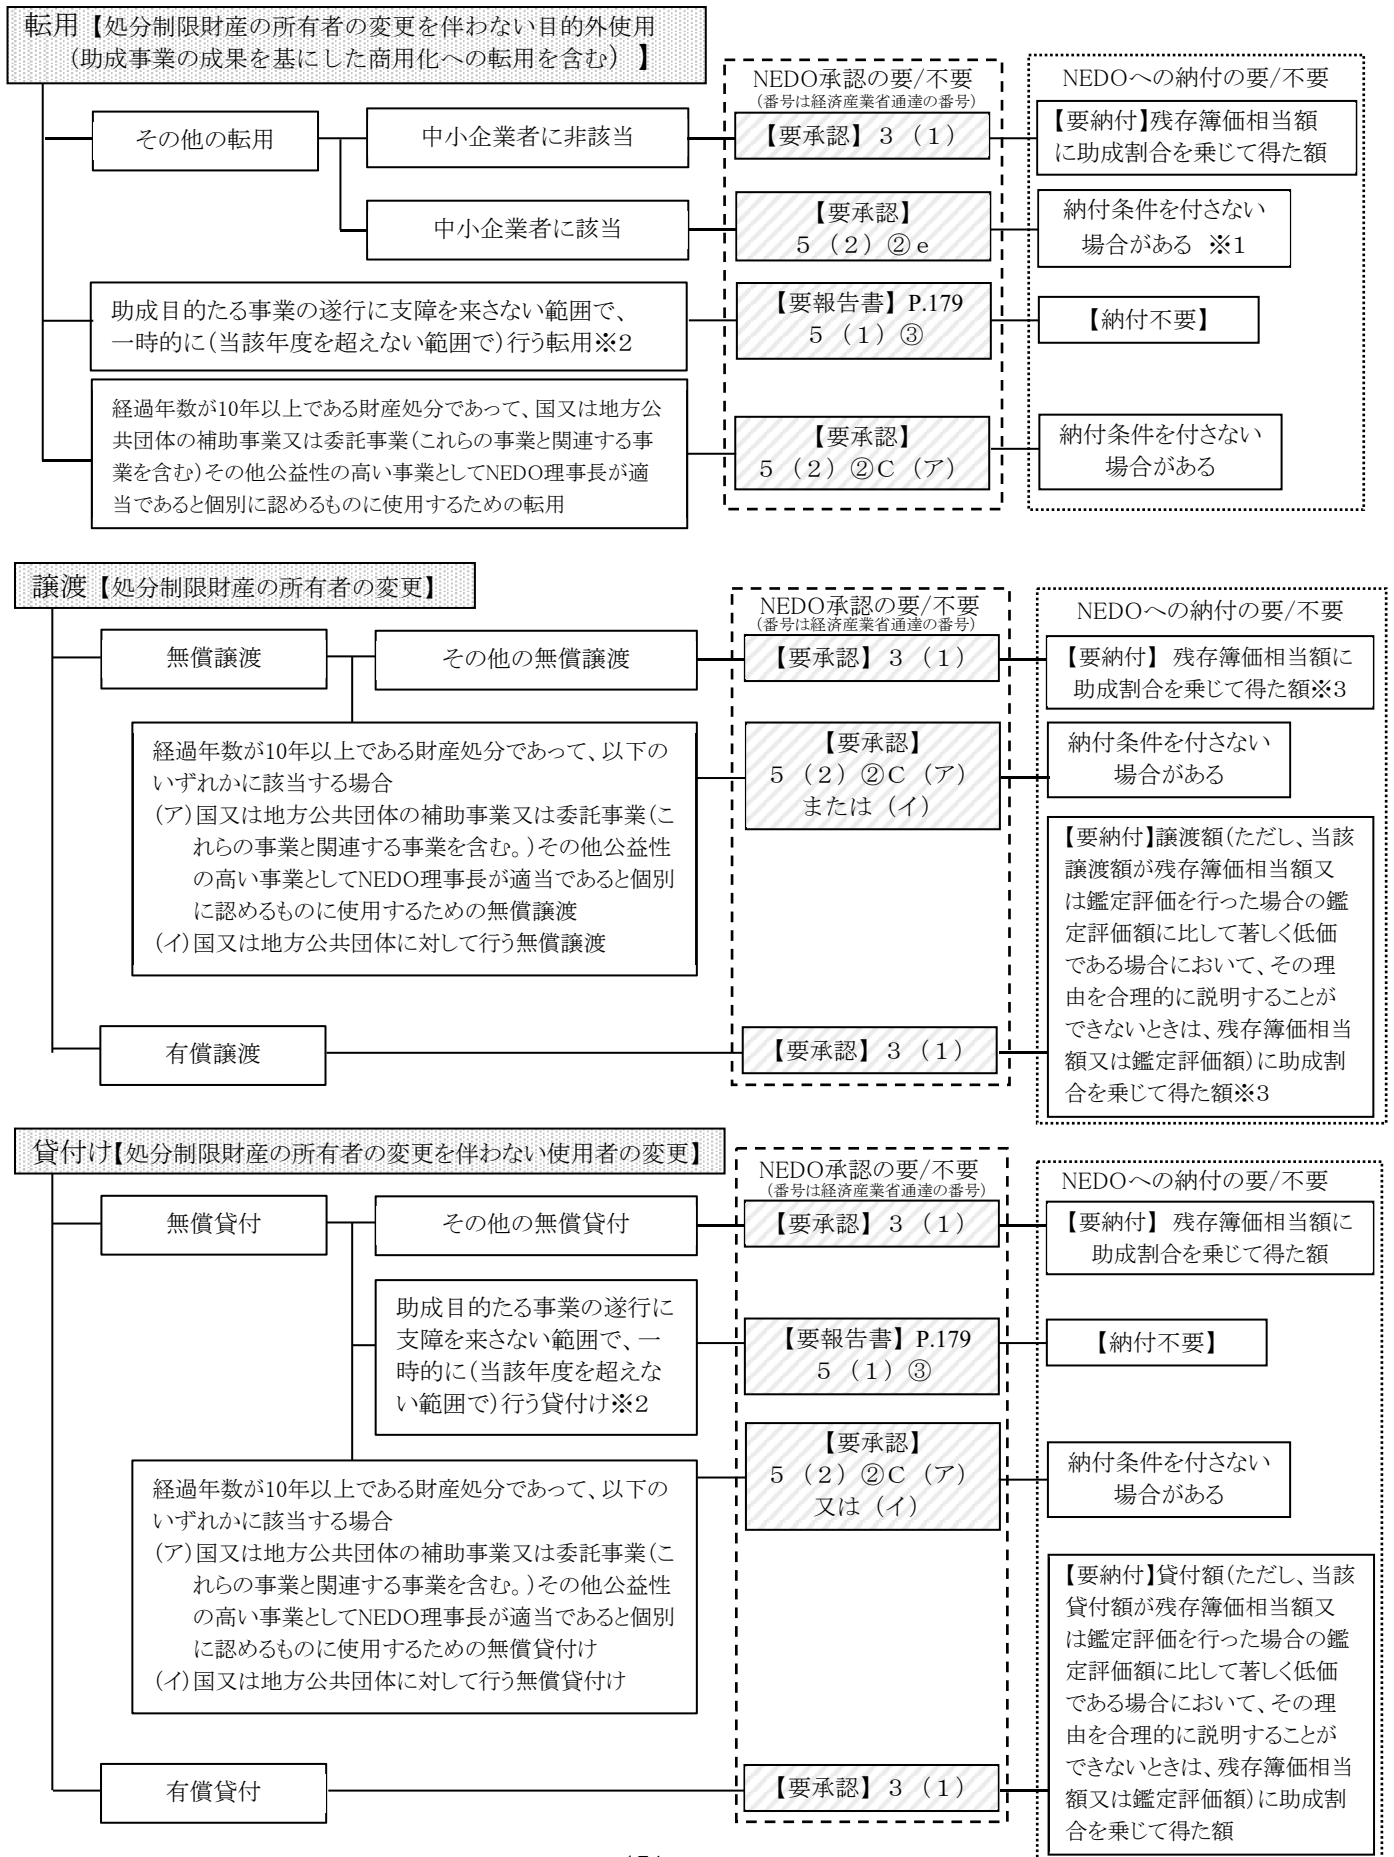 転用【処分制限財産の所有者の変更を伴わない目的外使用
（助成事業の成果を基にした商用化への転用を含む）】
NEDO承認の要/不要
（番号は経済産業省通達の番号）
NEDOへの納付の要/不要
その他の転用
中小企業者に非該当
【要承認】３（１）
【要納付】残存簿価相当額
に助成割合を乗じて得た額
中小企業者に該当
【要承認】
５（２）②ｅ
納付条件を付さない
場合がある ※1
助成目的たる事業の遂行に支障を来さない範囲で、
一時的に（当該年度を超えない範囲で）行う転用※2
【要報告書】P.179
５（１）③
【納付不要】
経過年数が10年以上である財産処分であって、国又は地方公
共団体の補助事業又は委託事業（これらの事業と関連する事
業を含む）その他公益性の高い事業としてNEDO理事長が適
当であると個別に認めるものに使用するための転用
【要承認】
５（２）②C（ア）
納付条件を付さない
場合がある
譲渡【処分制限財産の所有者の変更】
NEDO承認の要/不要
（番号は経済産業省通達の番号）
NEDOへの納付の要/不要
無償譲渡
その他の無償譲渡
【要承認】３（１）
【要納付】 残存簿価相当額に
助成割合を乗じて得た額※3
経過年数が10年以上である財産処分であって、以下の
いずれかに該当する場合
（ア）国又は地方公共団体の補助事業又は委託事業（こ
れらの事業と関連する事業を含む。）その他公益性
の高い事業としてNEDO理事長が適当であると個別
に認めるものに使用するための無償譲渡
（イ）国又は地方公共団体に対して行う無償譲渡
【要承認】
５（２）②C（ア）
または（イ）
納付条件を付さない
場合がある
有償譲渡
【要承認】３（１）
【要納付】譲渡額（ただし、当該
譲渡額が残存簿価相当額又
は鑑定評価を行った場合の鑑
定評価額に比して著しく低価
である場合において、その理
由を合理的に説明することが
できないときは、残存簿価相当
額又は鑑定評価額）に助成割
合を乗じて得た額※3
貸付け【処分制限財産の所有者の変更を伴わない使用者の変更】
NEDO承認の要/不要
（番号は経済産業省通達の番号）
NEDOへの納付の要/不要
無償貸付
その他の無償貸付
【要承認】３（１）
【要納付】 残存簿価相当額に
助成割合を乗じて得た額
助成目的たる事業の遂行に
支障を来さない範囲で、一
時的に（当該年度を超えな
い範囲で）行う貸付け※2
【要報告書】P.179
５（１）③
【納付不要】
経過年数が10年以上である財産処分であって、以下の
いずれかに該当する場合
（ア）国又は地方公共団体の補助事業又は委託事業（こ
れらの事業と関連する事業を含む。）その他公益性
の高い事業としてNEDO理事長が適当であると個別
に認めるものに使用するための無償貸付け
（イ）国又は地方公共団体に対して行う無償貸付け
【要承認】
５（２）②C（ア）
又は（イ）
納付条件を付さない
場合がある
有償貸付
【要承認】３（１）
【要納付】貸付額（ただし、当該
貸付額が残存簿価相当額又
は鑑定評価を行った場合の鑑
定評価額に比して著しく低価
である場合において、その理
由を合理的に説明することが
できないときは、残存簿価相当
額又は鑑定評価額）に助成割
合を乗じて得た額